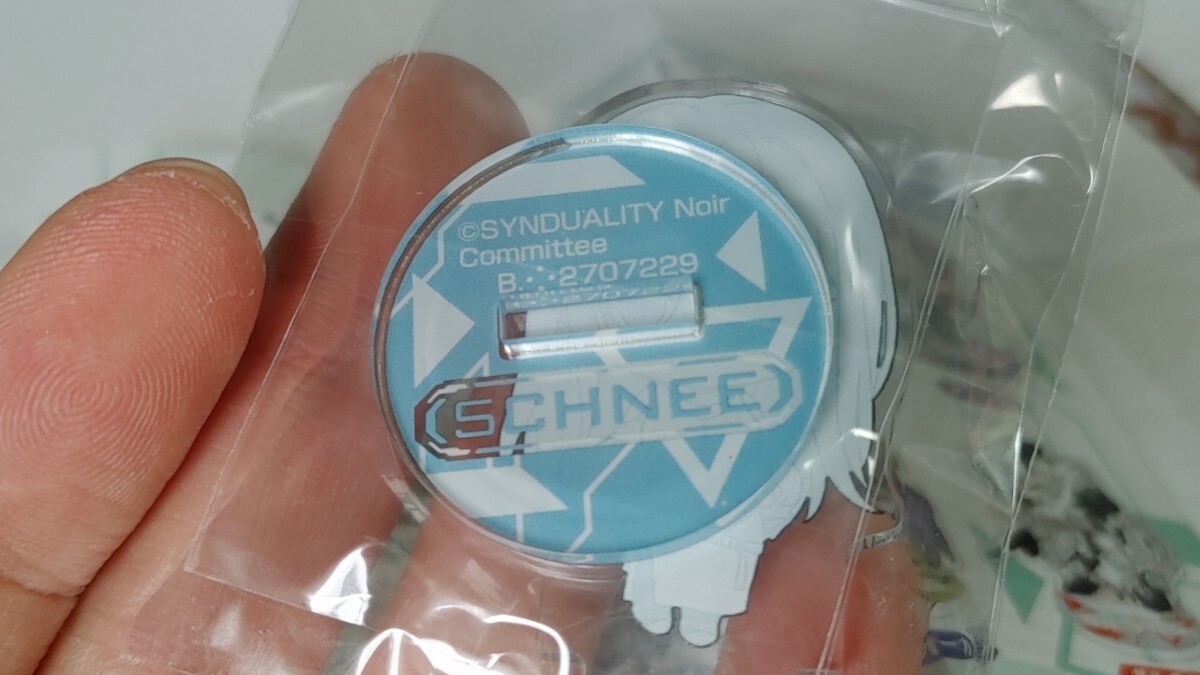 ©SYNDUALITY Noir
Committee
B.∴2707229
SCHNEE